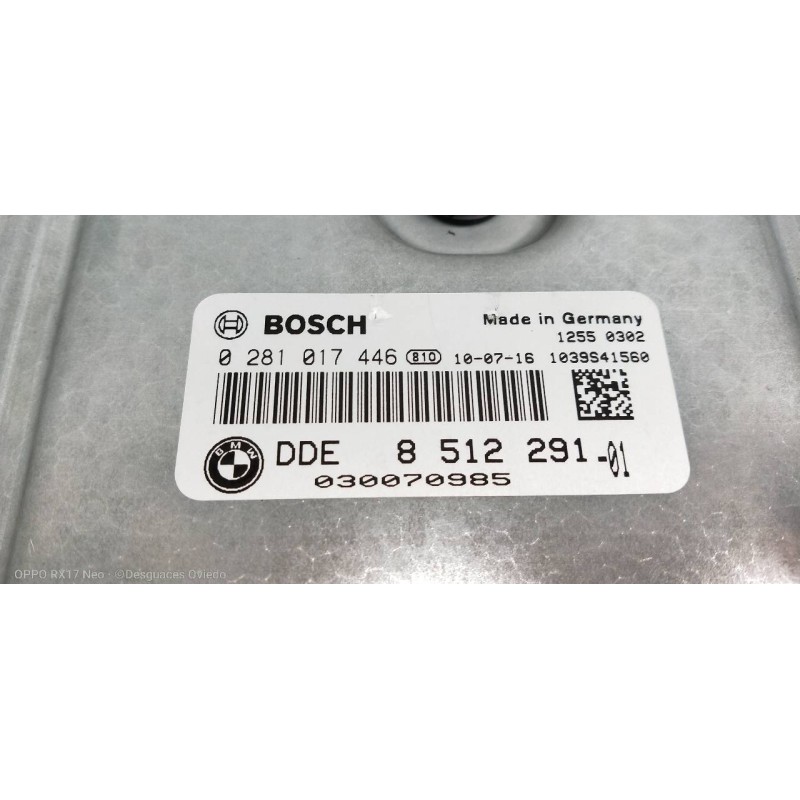 BOSCH Made in Germany
1255 0302
0 281 017 446 810 10-07-16 1039S41560
BMW DDE 8 512 291-01
030070985
OPPO RX17 Neo · ©Desguaces Oviedo